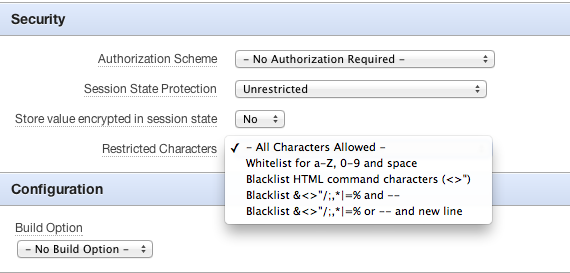 Security
Authorization Scheme - No Authorization Required -
Session State Protection Unrestricted
Store value encrypted in session state No
Restricted Characters ✓ - All Characters Allowed -
Whitelist for a-Z, 0-9 and space
Blacklist HTML command characters (<>")
Blacklist &<>"/;,*|=% and --
Blacklist &<>"/;,*|=% or -- and new line
Configuration
Build Option
- No Build Option -